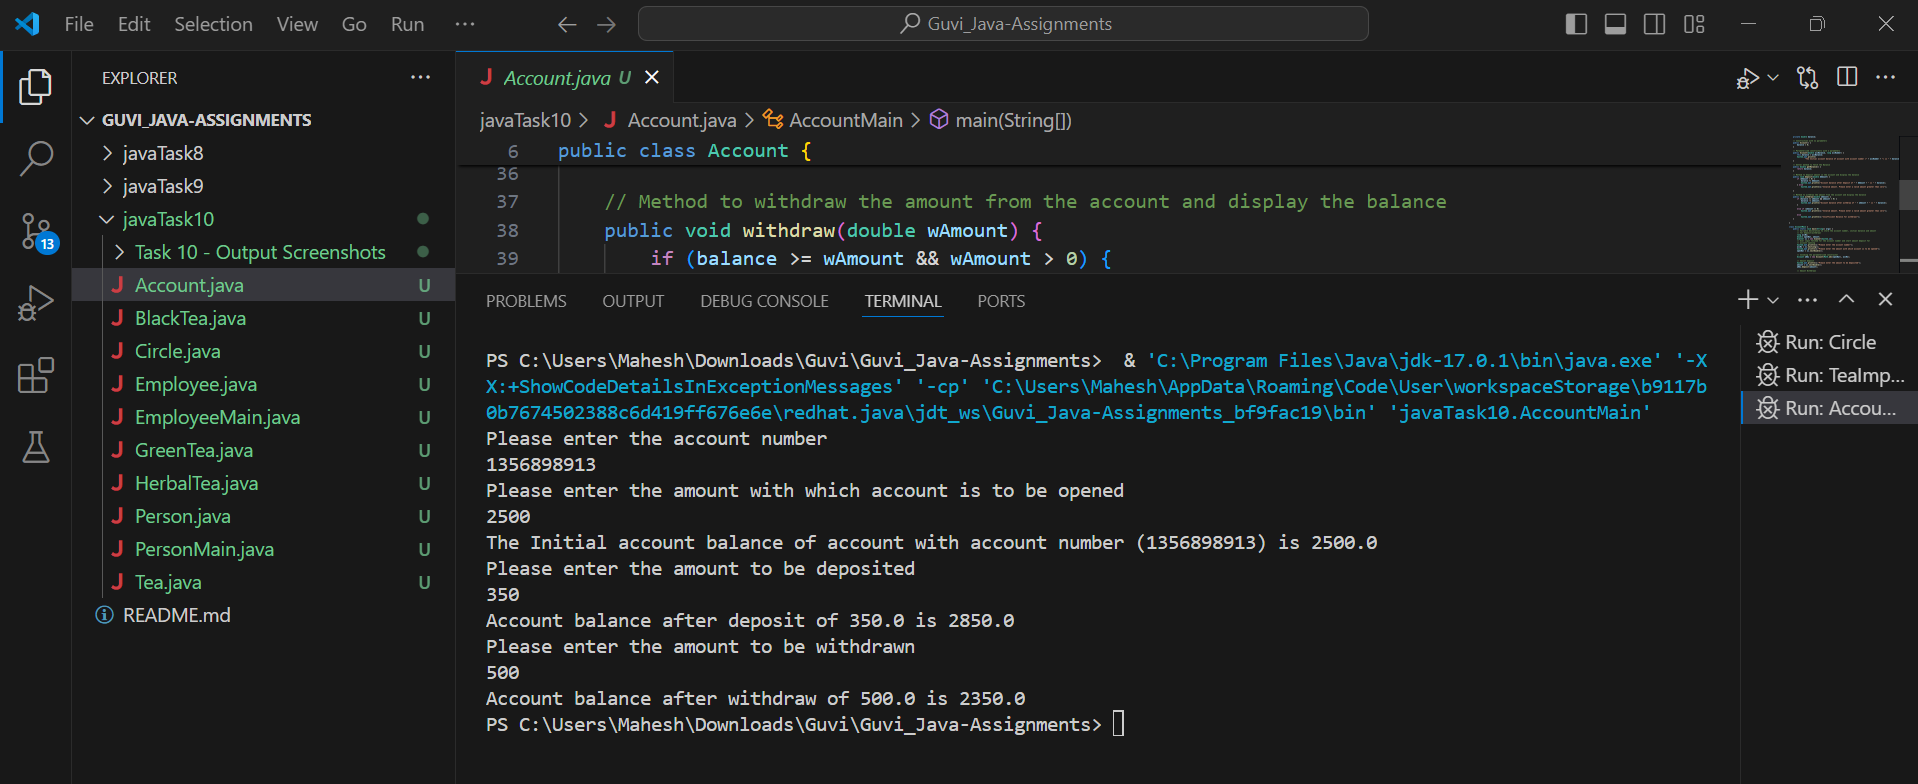 File Edit Selection View Go Run ··· Guvi_Java-Assignments
EXPLORER ···
GUVI_JAVA-ASSIGNMENTS
javaTask8
javaTask9
javaTask10
Task 10 - Output Screenshots
Account.java U
BlackTea.java U
Circle.java U
Employee.java U
EmployeeMain.java U
GreenTea.java U
HerbalTea.java U
Person.java U
PersonMain.java U
Tea.java U
README.md
13
Account.java U
javaTask10 > Account.java > AccountMain > main(String[])
6 public class Account {
36
37 // Method to withdraw the amount from the account and display the balance
38 public void withdraw(double wAmount) {
39 if (balance >= wAmount && wAmount > 0) {
PROBLEMS OUTPUT DEBUG CONSOLE TERMINAL PORTS
PS C:\Users\Mahesh\Downloads\Guvi\Guvi_Java-Assignments>  & 'C:\Program Files\Java\jdk-17.0.1\bin\java.exe' '-X
X:+ShowCodeDetailsInExceptionMessages' '-cp' 'C:\Users\Mahesh\AppData\Roaming\Code\User\workspaceStorage\b9117b
0b7674502388c6d419ff676e6e\redhat.java\jdt_ws\Guvi_Java-Assignments_bf9fac19\bin' 'javaTask10.AccountMain'
Please enter the account number
1356898913
Please enter the amount with which account is to be opened
2500
The Initial account balance of account with account number (1356898913) is 2500.0
Please enter the amount to be deposited
350
Account balance after deposit of 350.0 is 2850.0
Please enter the amount to be withdrawn
500
Account balance after withdraw of 500.0 is 2350.0
PS C:\Users\Mahesh\Downloads\Guvi\Guvi_Java-Assignments>
Run: Circle
Run: TeaImp...
Run: Accou...